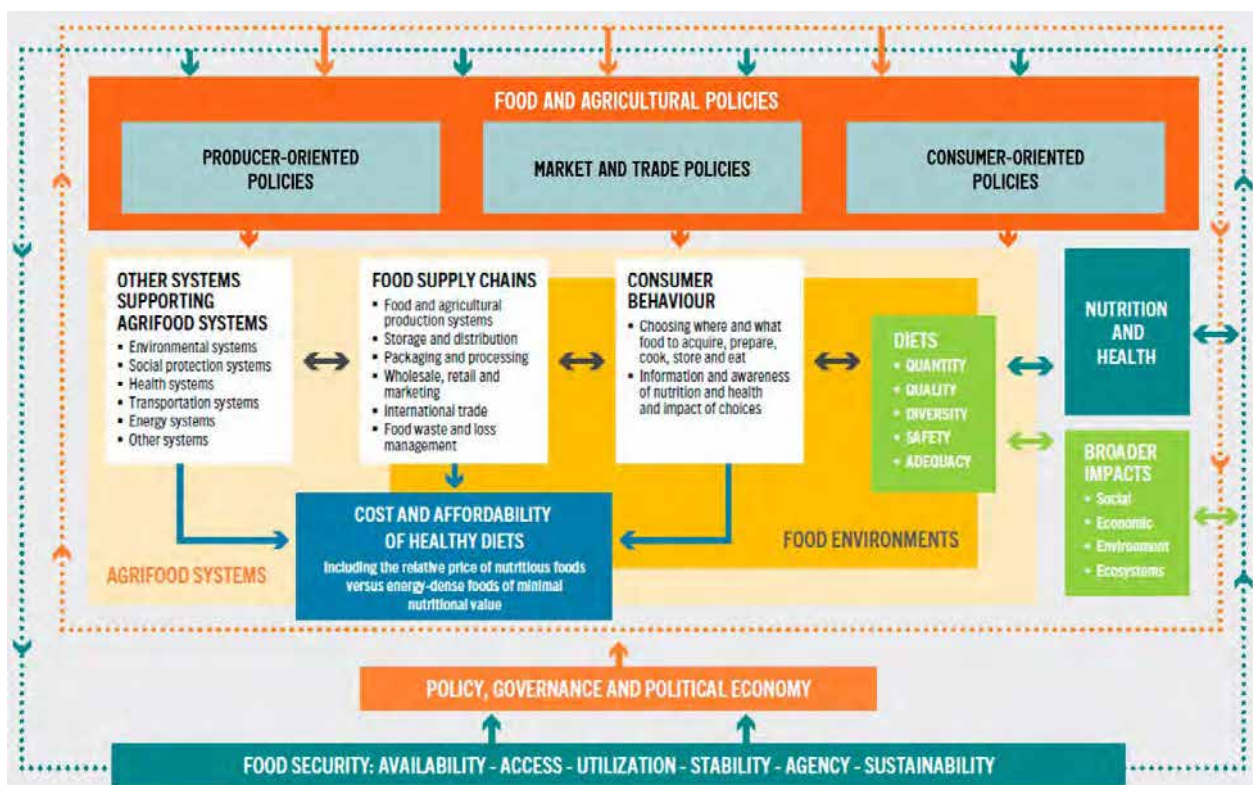 FOOD AND AGRICULTURAL POLICIES
PRODUCER-ORIENTED
POLICIES
MARKET AND TRADE POLICIES
CONSUMER-ORIENTED
POLICIES
OTHER SYSTEMS
SUPPORTING
AGRIFOOD SYSTEMS
• Environmental systems
• Social protection systems
• Health systems
• Transportation systems
• Energy systems
• Other systems
FOOD SUPPLY CHAINS
• Food and agricultural
production systems
• Storage and distribution
• Packaging and processing
• Wholesale, retail and
marketing
• International trade
• Food waste and loss
management
CONSUMER
BEHAVIOUR
• Choosing where and what
food to acquire, prepare,
cook, store and eat
• Information and awareness
of nutrition and health
and impact of choices
DIETS
• QUANTITY
• QUALITY
• DIVERSITY
• SAFETY
• ADEQUACY
NUTRITION
AND
HEALTH
BROADER
IMPACTS
• Social
• Economic
• Environment
• Ecosystems
COST AND AFFORDABILITY
OF HEALTHY DIETS
Including the relative price of nutritious foods
versus energy-dense foods of minimal
nutritional value
FOOD ENVIRONMENTS
AGRIFOOD SYSTEMS
POLICY, GOVERNANCE AND POLITICAL ECONOMY
FOOD SECURITY: AVAILABILITY - ACCESS - UTILIZATION - STABILITY - AGENCY - SUSTAINABILITY